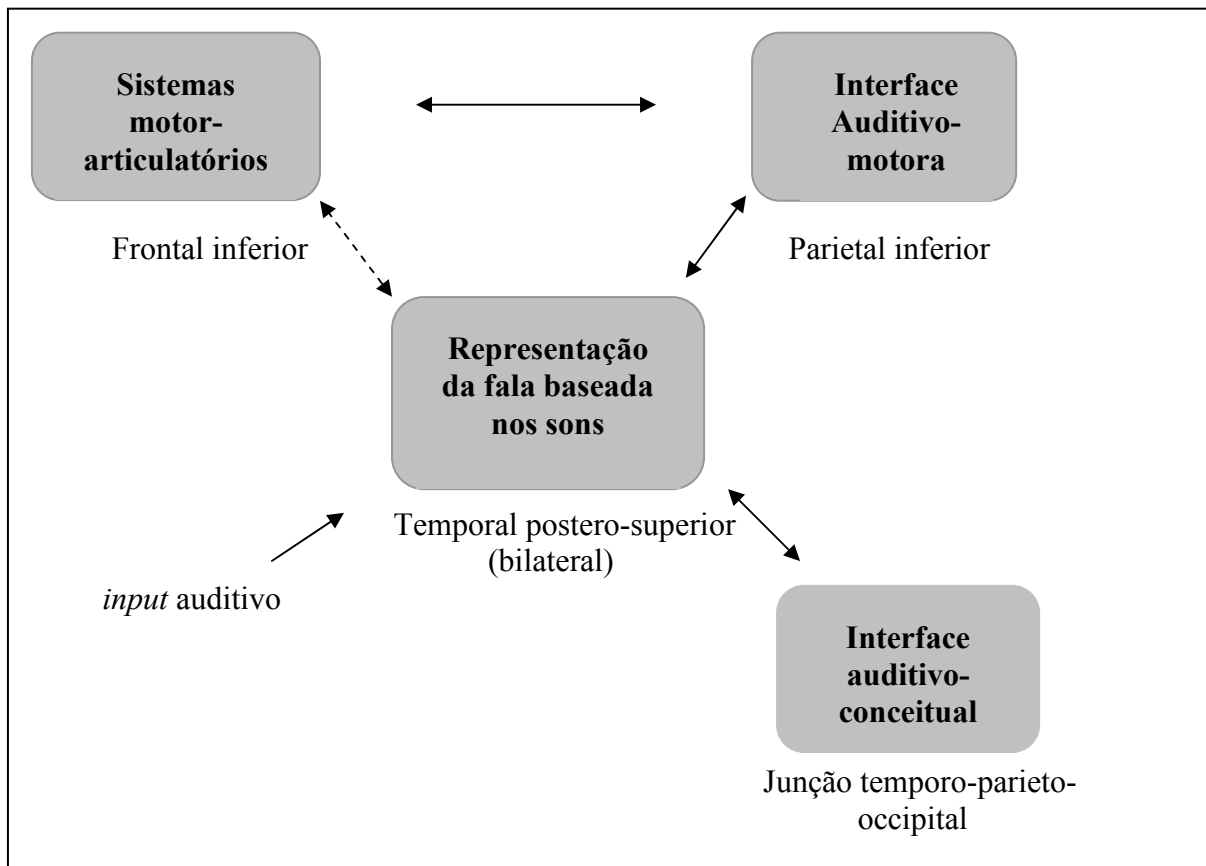 Sistemas
motor-
articulatórios
Interface
Auditivo-
motora
Frontal inferior
Parietal inferior
Representação
da fala baseada
nos sons
Temporal postero-superior
(bilateral)
input auditivo
Interface
auditivo-
conceitual
Junção temporo-parieto-
occipital